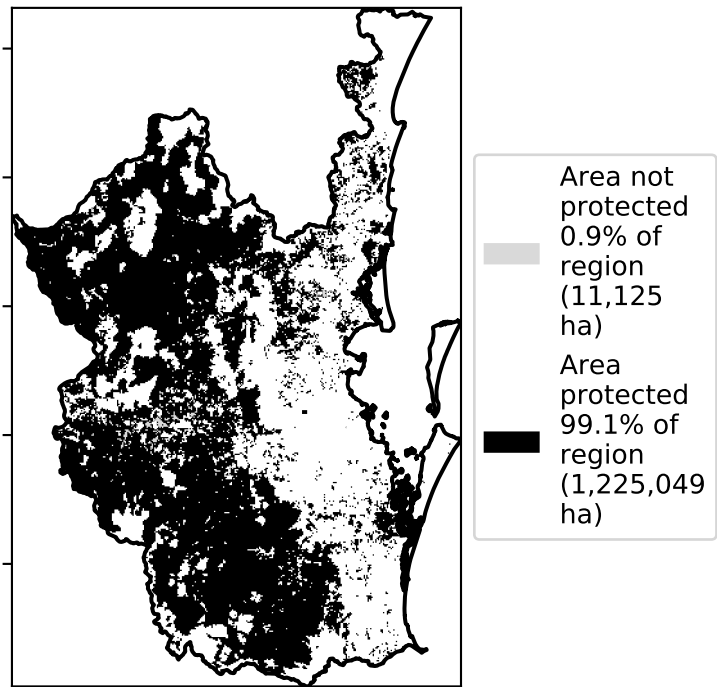 Area not
protected
0.9% of
region
(11,125
ha)
Area
protected
99.1% of
region
(1,225,049
ha)